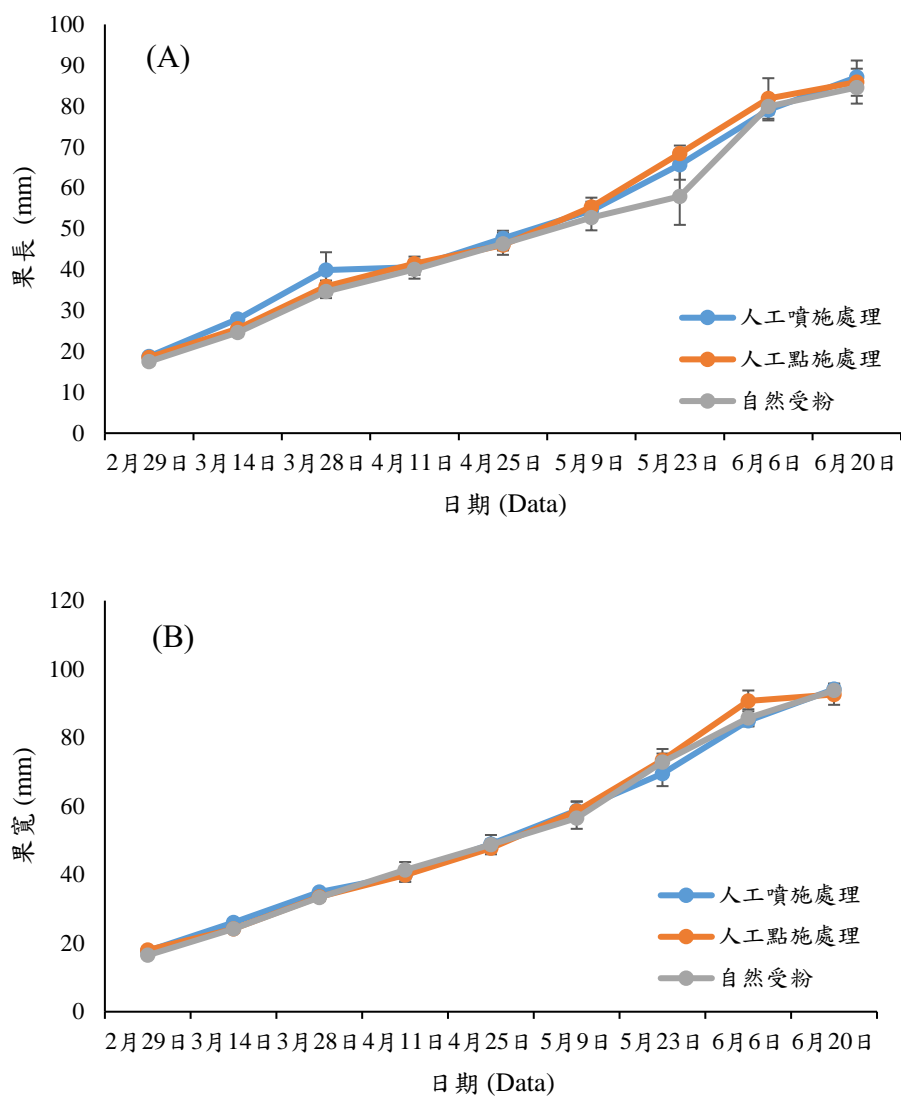 100
(A)
90
80
70
60
50
40
30
20
10
0
果長 (mm)
人工噴施處理
人工點施處理
自然受粉
2月29日 3月14日 3月28日 4月11日 4月25日 5月9日 5月23日 6月6日 6月20日
日期 (Data)
120
(B)
100
80
60
40
20
0
果寬 (mm)
人工噴施處理
人工點施處理
自然受粉
2月29日 3月14日 3月28日 4月11日 4月25日 5月9日 5月23日 6月6日 6月20日
日期 (Data)